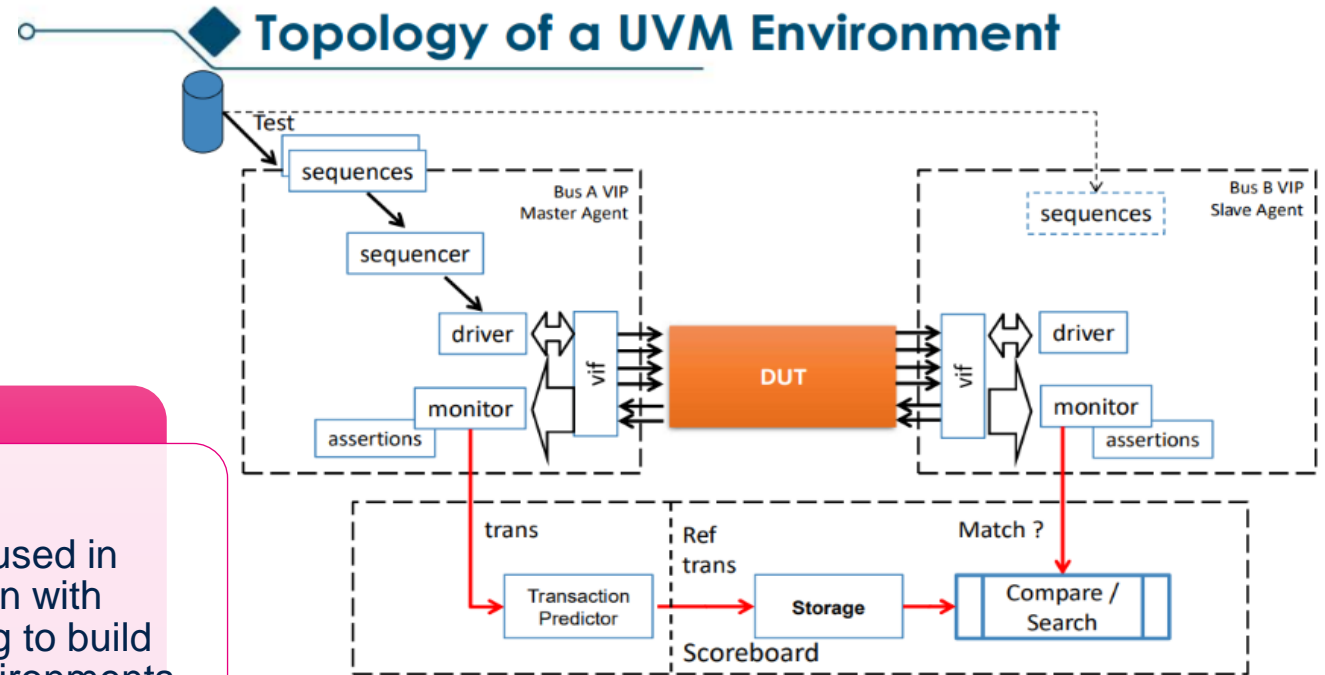 Topology of a UVM Environment
Test
sequences
Bus A VIP
Master Agent
sequencer
driver
vif
monitor
assertions
DUT
Bus B VIP
Slave Agent
sequences
vif
driver
monitor
assertions
used in
n with
g to build
trans
Ref
trans
Match ?
Transaction
Predictor
Storage
Compare /
Search
Scoreboard